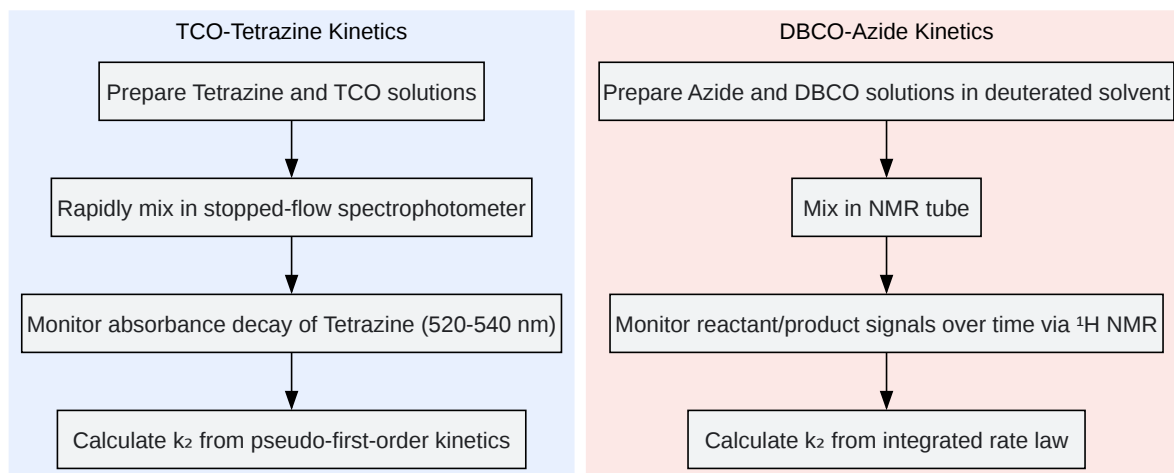 TCO-Tetrazine Kinetics
Prepare Tetrazine and TCO solutions
Rapidly mix in stopped-flow spectrophotometer
Monitor absorbance decay of Tetrazine (520-540 nm)
Calculate k₂ from pseudo-first-order kinetics
DBCO-Azide Kinetics
Prepare Azide and DBCO solutions in deuterated solvent
Mix in NMR tube
Monitor reactant/product signals over time via ¹H NMR
Calculate k₂ from integrated rate law